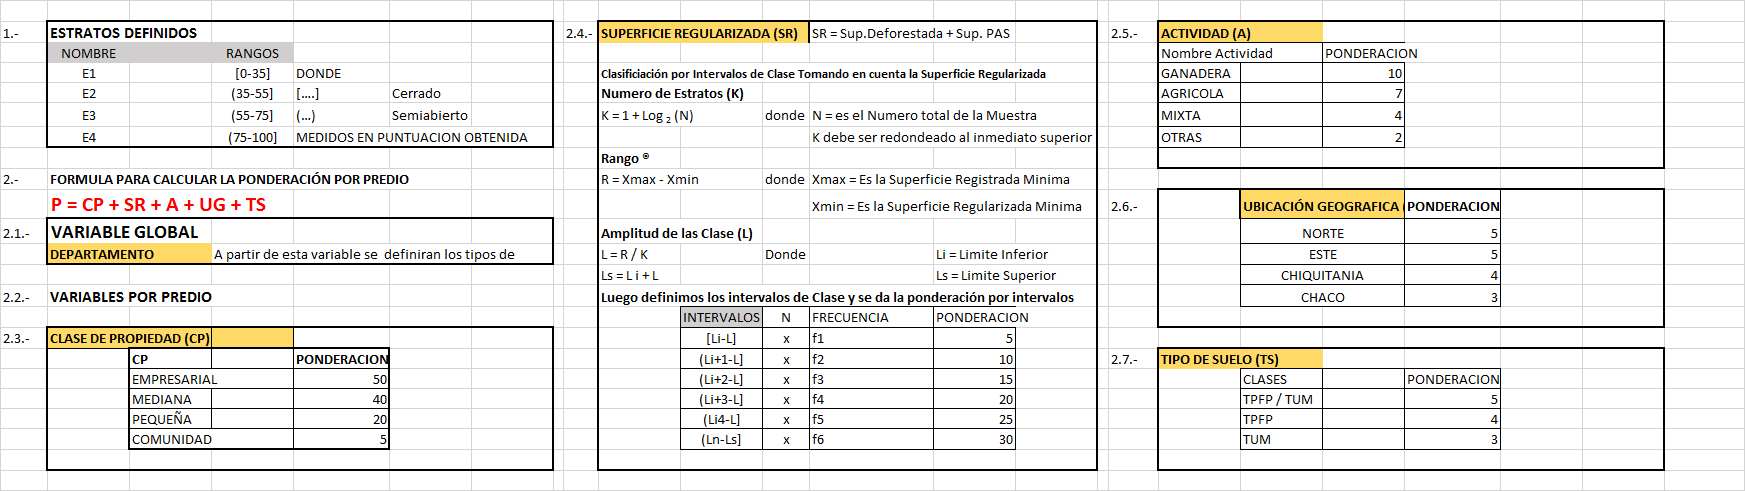 1.- ESTRATOS DEFINIDOS
NOMBRE RANGOS
E1 [0-35] DONDE
E2 (35-55] [....] Cerrado
E3 (55-75] (...) Semiabierto
E4 (75-100] MEDIDOS EN PUNTUACION OBTENIDA
2.- FORMULA PARA CALCULAR LA PONDERACIÓN POR PREDIO
P = CP + SR + A + UG + TS
2.1.- VARIABLE GLOBAL
DEPARTAMENTO A partir de esta variable se definiran los tipos de
2.2.- VARIABLES POR PREDIO
2.3.- CLASE DE PROPIEDAD (CP)
CP PONDERACION
EMPRESARIAL 50
MEDIANA 40
PEQUEÑA 20
COMUNIDAD 5
2.4.- SUPERFICIE REGULARIZADA (SR) SR = Sup.Deforestada + Sup. PAS
Clasificiación por Intervalos de Clase Tomando en cuenta la Superficie Regularizada
Numero de Estratos (K)
K = 1 + Log 2 (N) donde N = es el Numero total de la Muestra
K debe ser redondeado al inmediato superior
Rango ®
R = Xmax - Xmin donde Xmax = Es la Superficie Registrada Minima
Xmin = Es la Superficie Regularizada Minima
Amplitud de las Clase (L)
L = R / K Donde Li = Limite Inferior
Ls = L i + L Ls = Limite Superior
Luego definimos los intervalos de Clase y se da la ponderación por intervalos
INTERVALOS N FRECUENCIA PONDERACION
[Li-L] x f1 5
(Li+1-L] x f2 10
(Li+2-L] x f3 15
(Li+3-L] x f4 20
(Li4-L] x f5 25
(Ln-Ls] x f6 30
2.5.- ACTIVIDAD (A)
Nombre Actividad PONDERACION
GANADERA 10
AGRICOLA 7
MIXTA 4
OTRAS 2
2.6.- UBICACIÓN GEOGRAFICA ( PONDERACION
NORTE 5
ESTE 5
CHIQUITANIA 4
CHACO 3
2.7.- TIPO DE SUELO (TS)
CLASES PONDERACION
TPFP / TUM 5
TPFP 4
TUM 3